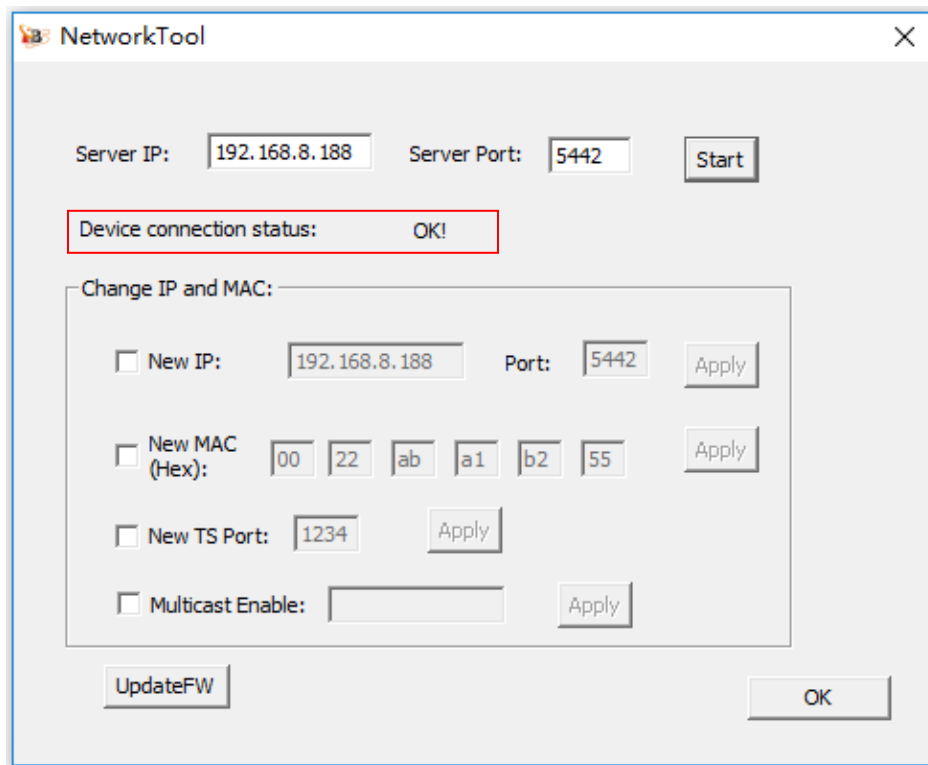 NetworkTool
Server IP: 192.168.8.188 Server Port: 5442 Start
Device connection status: OK!
Change IP and MAC:
New IP: 192.168.8.188 Port: 5442 Apply
New MAC (Hex): 00 22 ab a1 b2 55 Apply
New TS Port: 1234 Apply
Multicast Enable: Apply
UpdateFW
OK